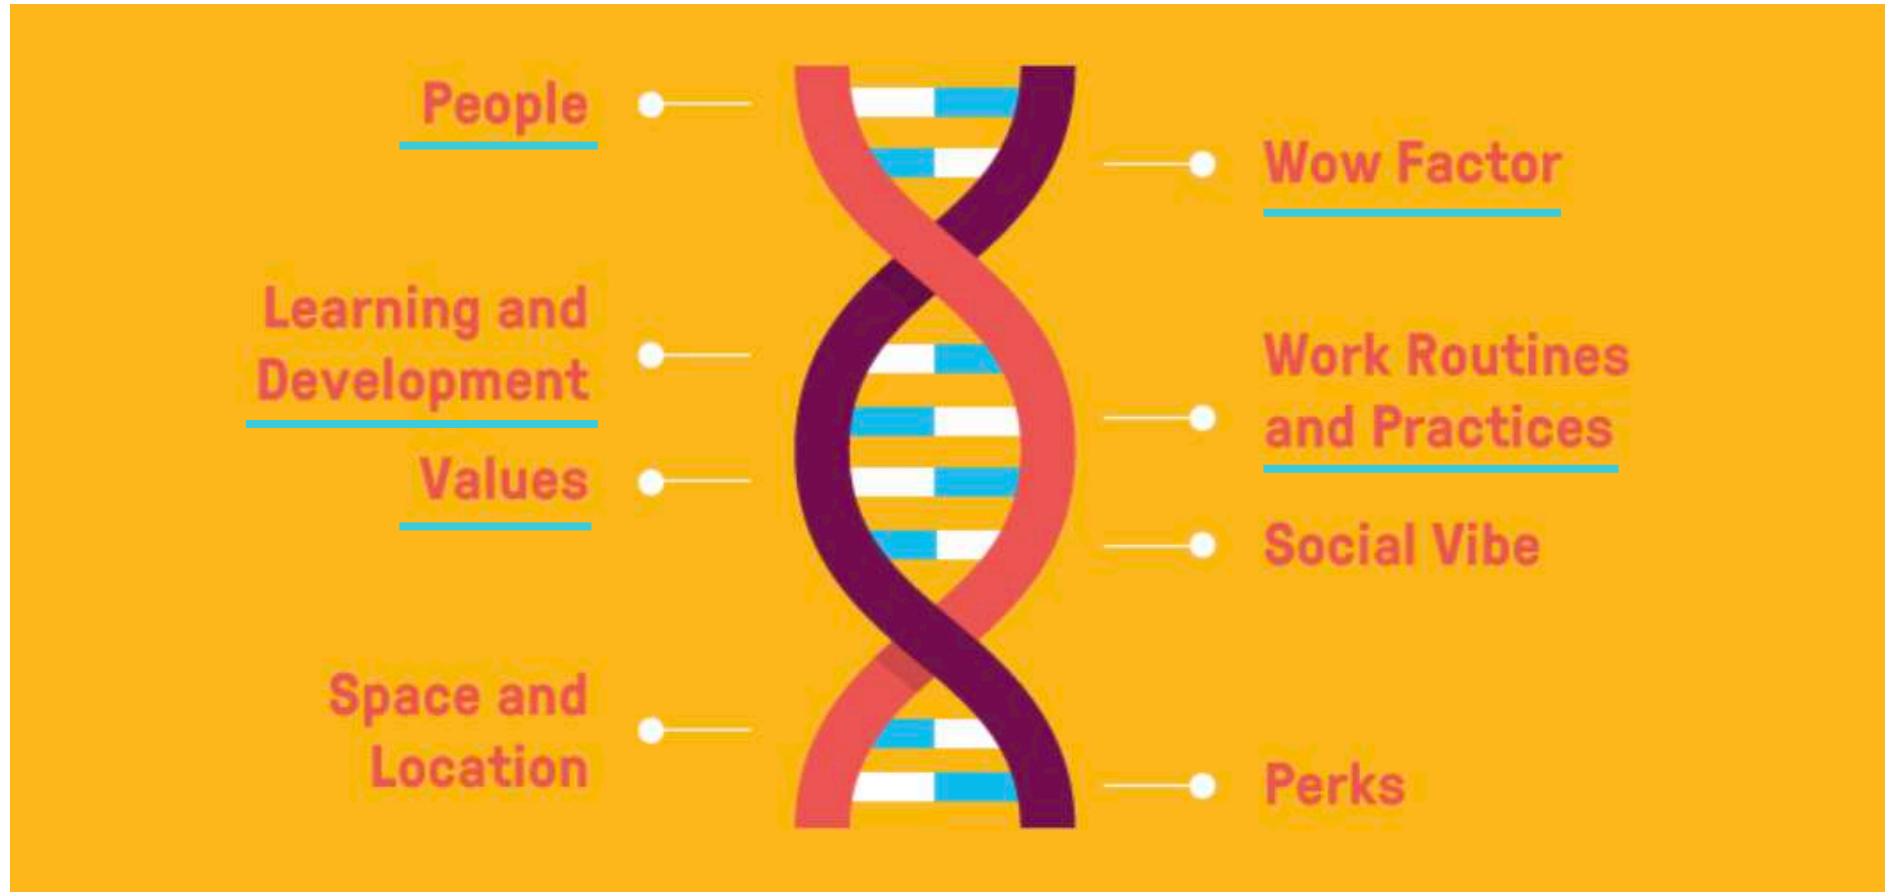 People
Wow Factor
Learning and
Development
Work Routines
and Practices
Values
Social Vibe
Space and
Location
Perks